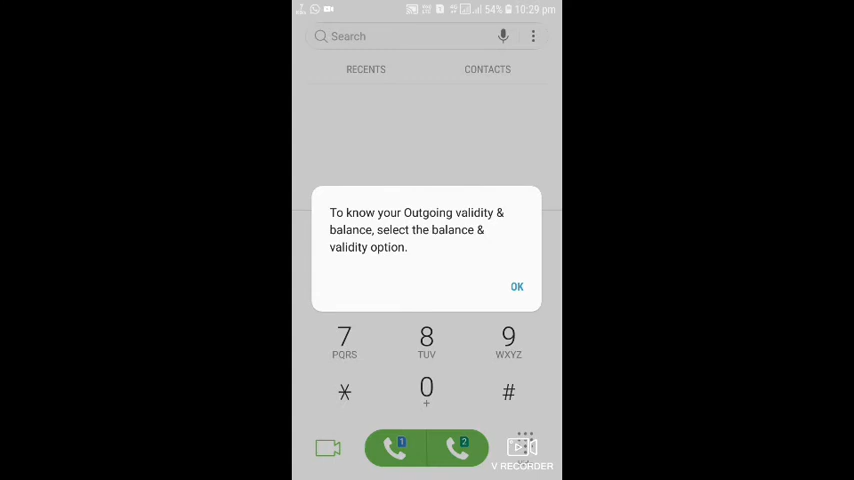 54% 10:29 pm
Search
RECENTS
CONTACTS
To know your Outgoing validity &
balance, select the balance &
validity option.
OK
7 8 9
PQRS TUV WXYZ
* 0 #
+
1 2
V RECORDER